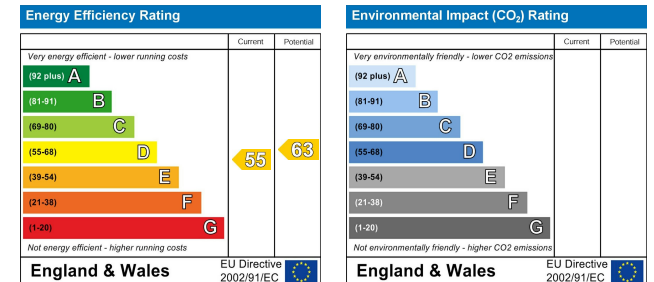 Energy Efficiency Rating
Current Potential
Very energy efficient - lower running costs
(92 plus) A
(81-91) B
(69-80) C
(55-68) D
(39-54) E
(21-38) F
(1-20) G
55
63
Not energy efficient - higher running costs
England & Wales
EU Directive
2002/91/EC
Environmental Impact (CO₂) Rating
Current Potential
Very environmentally friendly - lower CO2 emissions
(92 plus) A
(81-91) B
(69-80) C
(55-68) D
(39-54) E
(21-38) F
(1-20) G
Not environmentally friendly - higher CO2 emissions
England & Wales
EU Directive
2002/91/EC